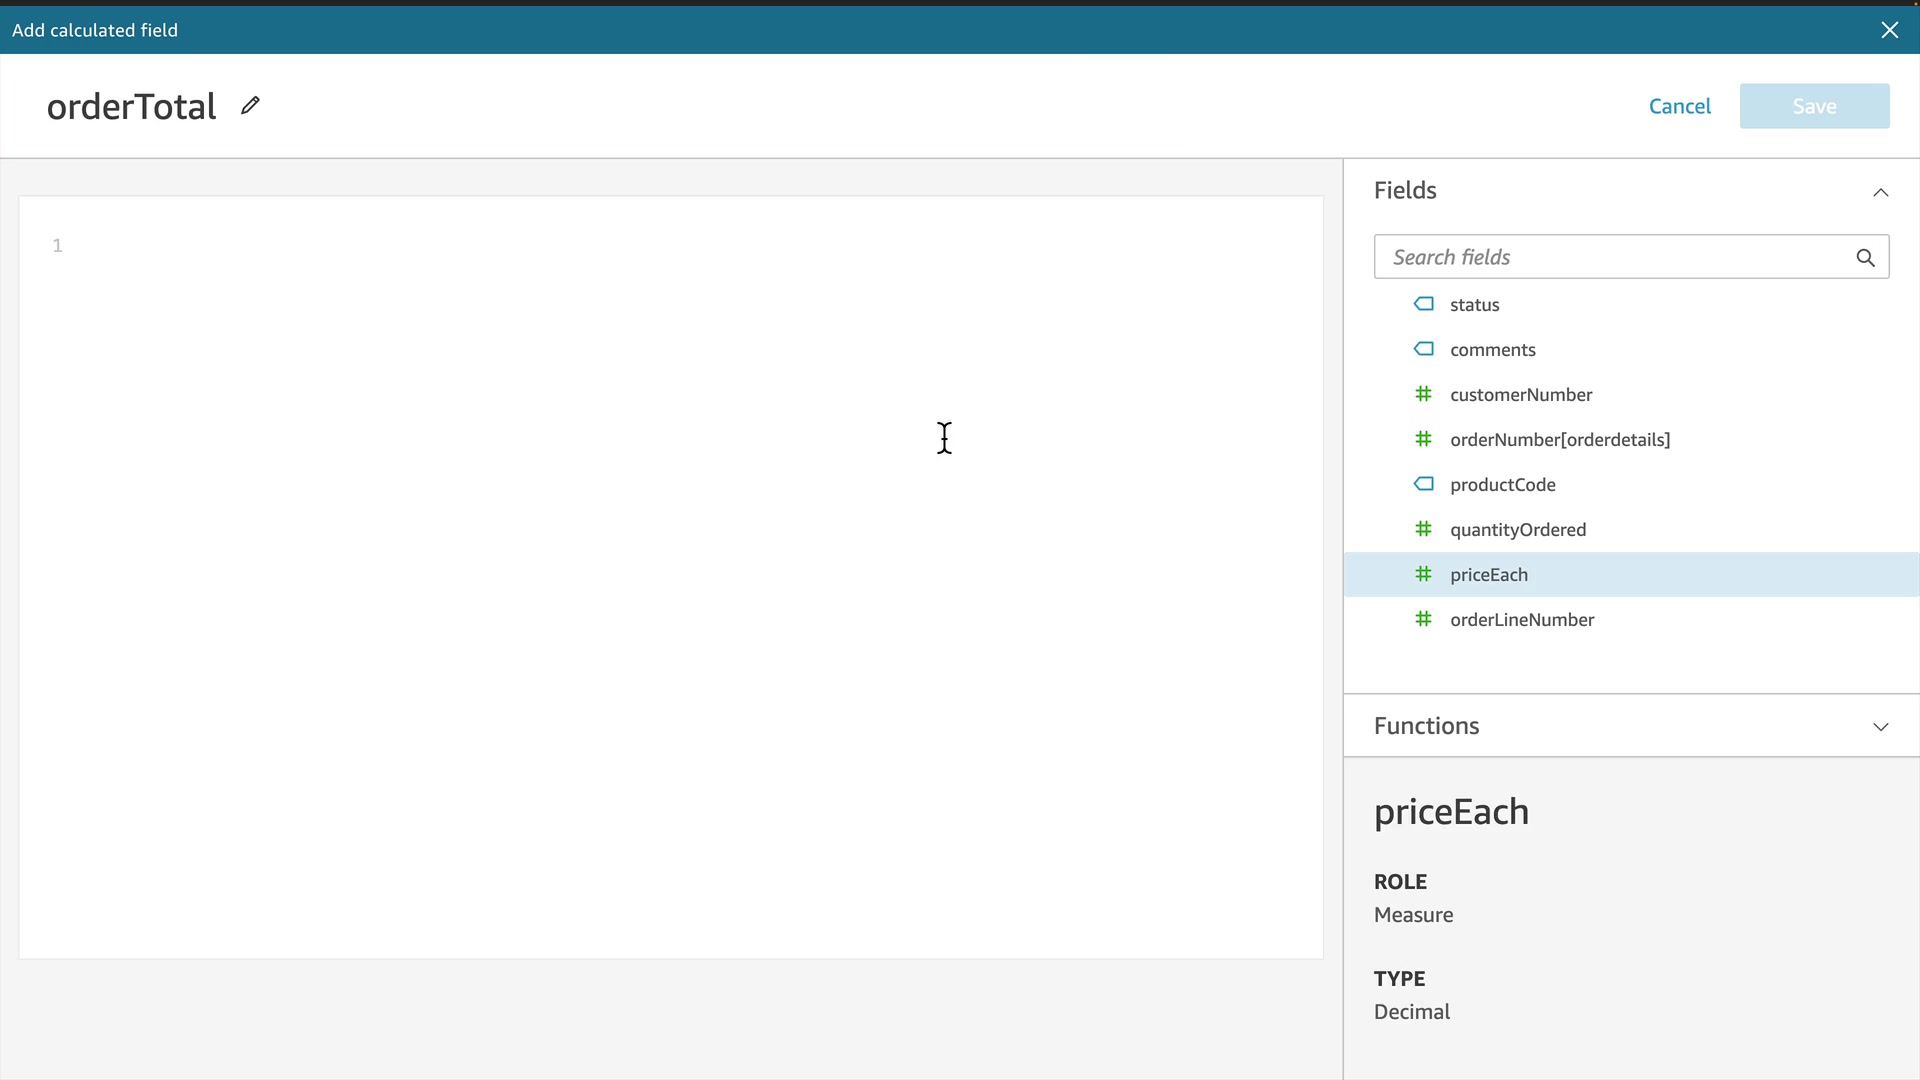 Add calculated field
orderTotal
Cancel
Save
1
Fields
Search fields
status
comments
customerNumber
orderNumber[orderdetails]
productCode
quantityOrdered
priceEach
orderLineNumber
Functions
priceEach
ROLE
Measure
TYPE
Decimal